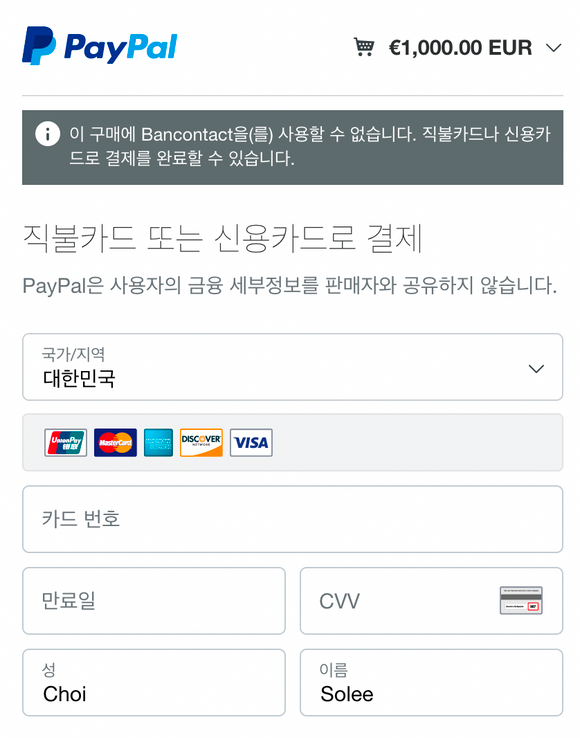 PayPal
€1,000.00 EUR
이 구매에 Bancontact을(를) 사용할 수 없습니다. 직불카드나 신용카
드로 결제를 완료할 수 있습니다.
직불카드 또는 신용카드로 결제
PayPal은 사용자의 금융 세부정보를 판매자와 공유하지 않습니다.
국가/지역
대한민국
UnionPay 银联 MasterCard DISCOVER NETWORK VISA
카드 번호
만료일
CVV
성
Choi
이름
Solee